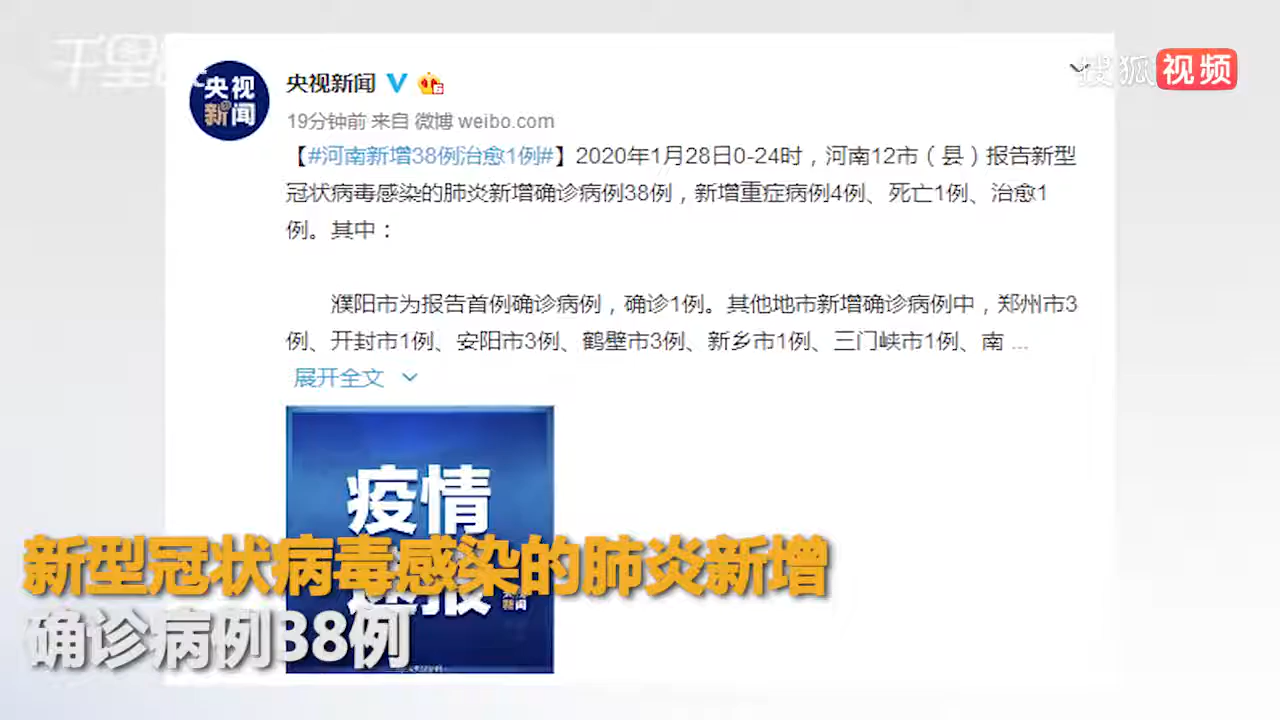 千里眼
搜狐视频
央视新闻
央视
新闻
19分钟前 来自 微博 weibo.com
【#河南新增38例治愈1例#】2020年1月28日0-24时，河南12市（县）报告新型
冠状病毒感染的肺炎新增确诊病例38例，新增重症病例4例、死亡1例、治愈1
例。其中：
濮阳市为报告首例确诊病例，确诊1例。其他地市新增确诊病例中，郑州市3
例、开封市1例、安阳市3例、鹤壁市3例、新乡市1例、三门峡市1例、南 ...
展开全文
疫情
速报
新型冠状病毒感染的肺炎新增
确诊病例38例